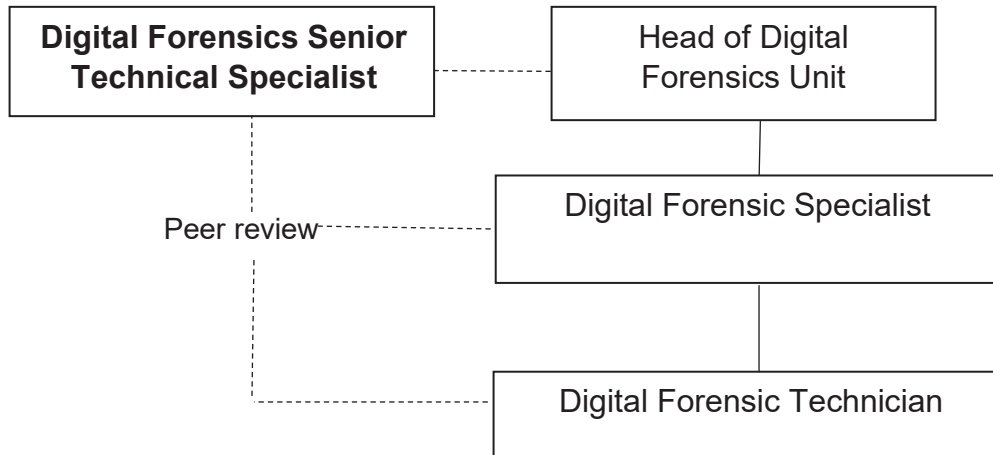 Digital Forensics Senior
Technical Specialist
Head of Digital
Forensics Unit
Digital Forensic Specialist
Peer review
Digital Forensic Technician